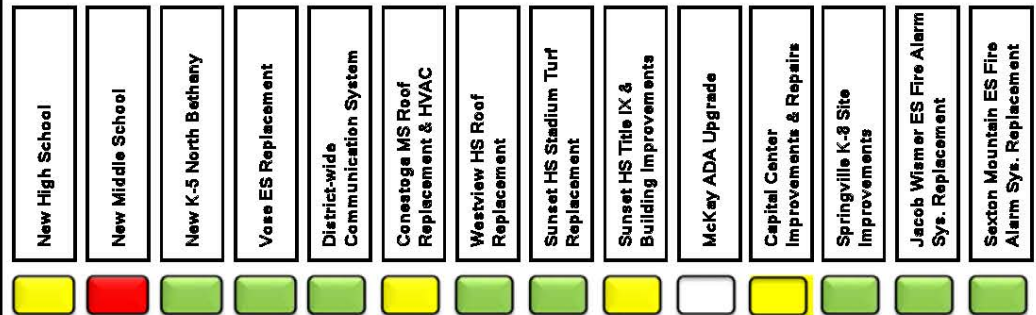 New High School
New Middle School
New K-5 North Bethany
Vose ES Replacement
District-wide
Communication System
Conestoga MS Roof
Replacement & HVAC
Westview HS Roof
Replacement
Sunset HS Stadium Turf
Replacement
Sunset HS Title IX &
Building Improvements
McKay ADA Upgrade
Capital Center
Improvements & Repairs
Springville K-8 Site
Improvements
Jacob Wismer ES Fire Alarm
Sys. Replacement
Sexton Mountain ES Fire
Alarm Sys. Replacement